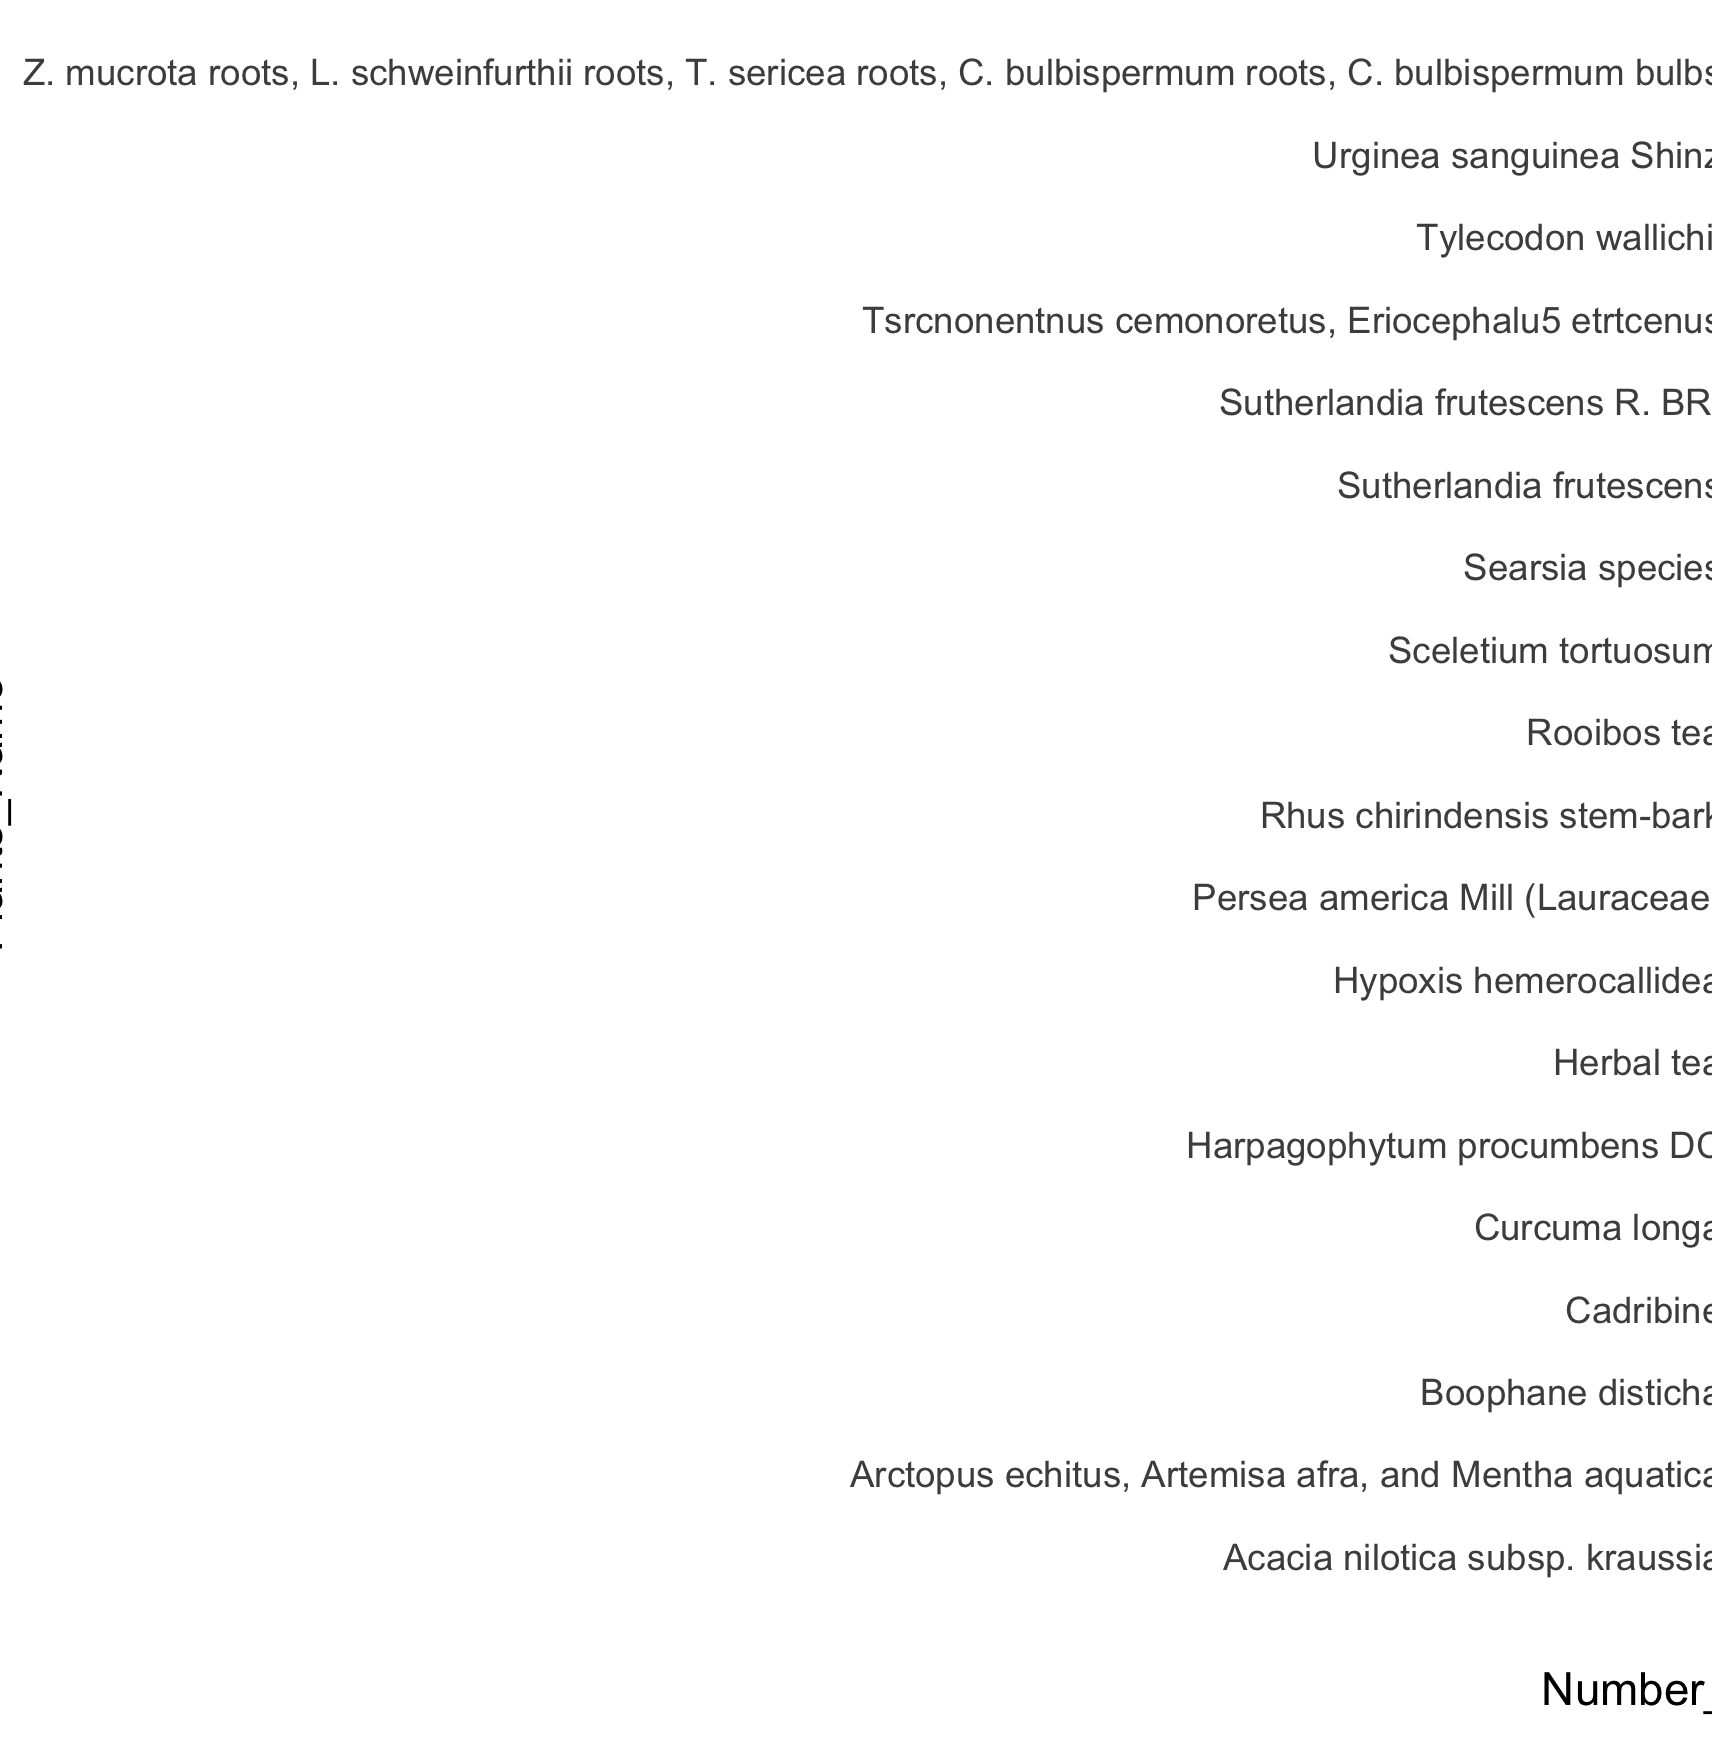 Z. mucrota roots, L. schweinfurthii roots, T. sericea roots, C. bulbispermum roots, C. bulbispermum bulbs
Urginea sanguinea Shinz
Tylecodon wallichi
Tsrcnonentnus cemonoretus, Eriocephalu5 etrtcenus
Sutherlandia frutescens R. BR
Sutherlandia frutescens
Searsia species
Sceletium tortuosum
Rooibos tea
Rhus chirindensis stem-bark
Persea america Mill (Lauraceae
Hypoxis hemerocallidea
Herbal tea
Harpagophytum procumbens DC
Curcuma longa
Cadribine
Boophane disticha
Arctopus echitus, Artemisa afra, and Mentha aquatica
Acacia nilotica subsp. kraussia
Number_